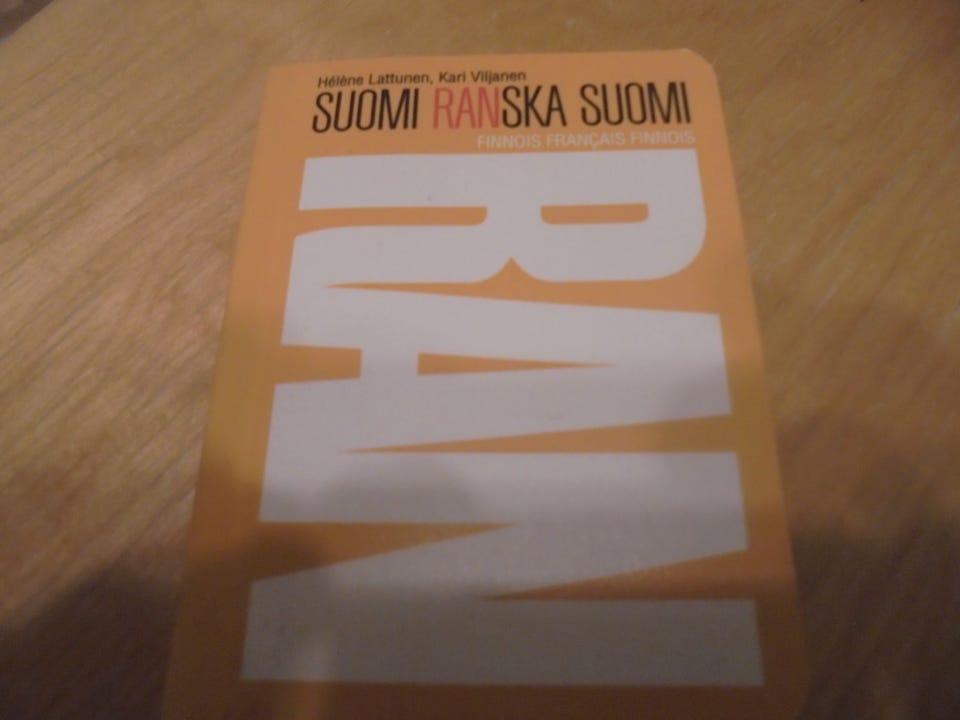 Hélène Lattunen, Kari Viljanen
SUOMI RANSKA SUOMI
FINNOIS FRANÇAIS FINNOIS
RAN